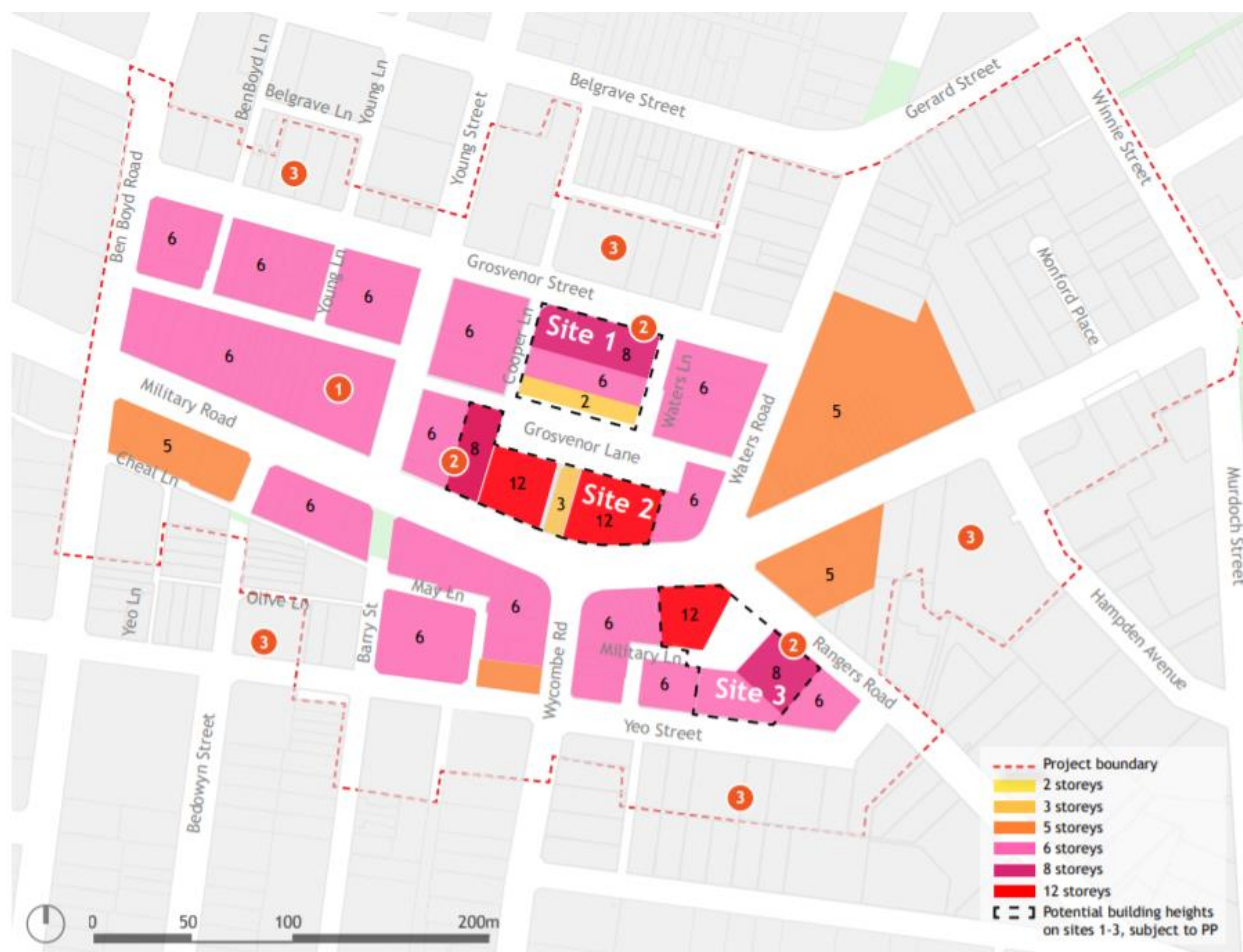 BenBoyd Ln
Belgrave Ln
Young Ln
Young Street
Belgrave Street
Gerard Street
Winnie Street
3
Ben Boyd Road
6
6
Young Ln
6
Grosvenor Street
3
Monford Place
6
Cooper Ln
Site 1
2
8
6
2
Waters Ln
6
Waters Road
5
6
1
Military Road
Grosvenor Lane
6
8
2
12
3
Site 2
12
6
5
Cheal Ln
6
3
Murdoch Street
5
Yeo Ln
Olive Ln
3
Barry St
May Ln
6
6
Wycombe Rd
6
12
Military Ln
2
8
Rangers Road
Hampden Avenue
6
Site 3
6
Yeo Street
Bedowyn Street
3
Project boundary
2 storeys
3 storeys
5 storeys
6 storeys
8 storeys
12 storeys
Potential building heights
on sites 1-3, subject to PP
0 50 100 200m